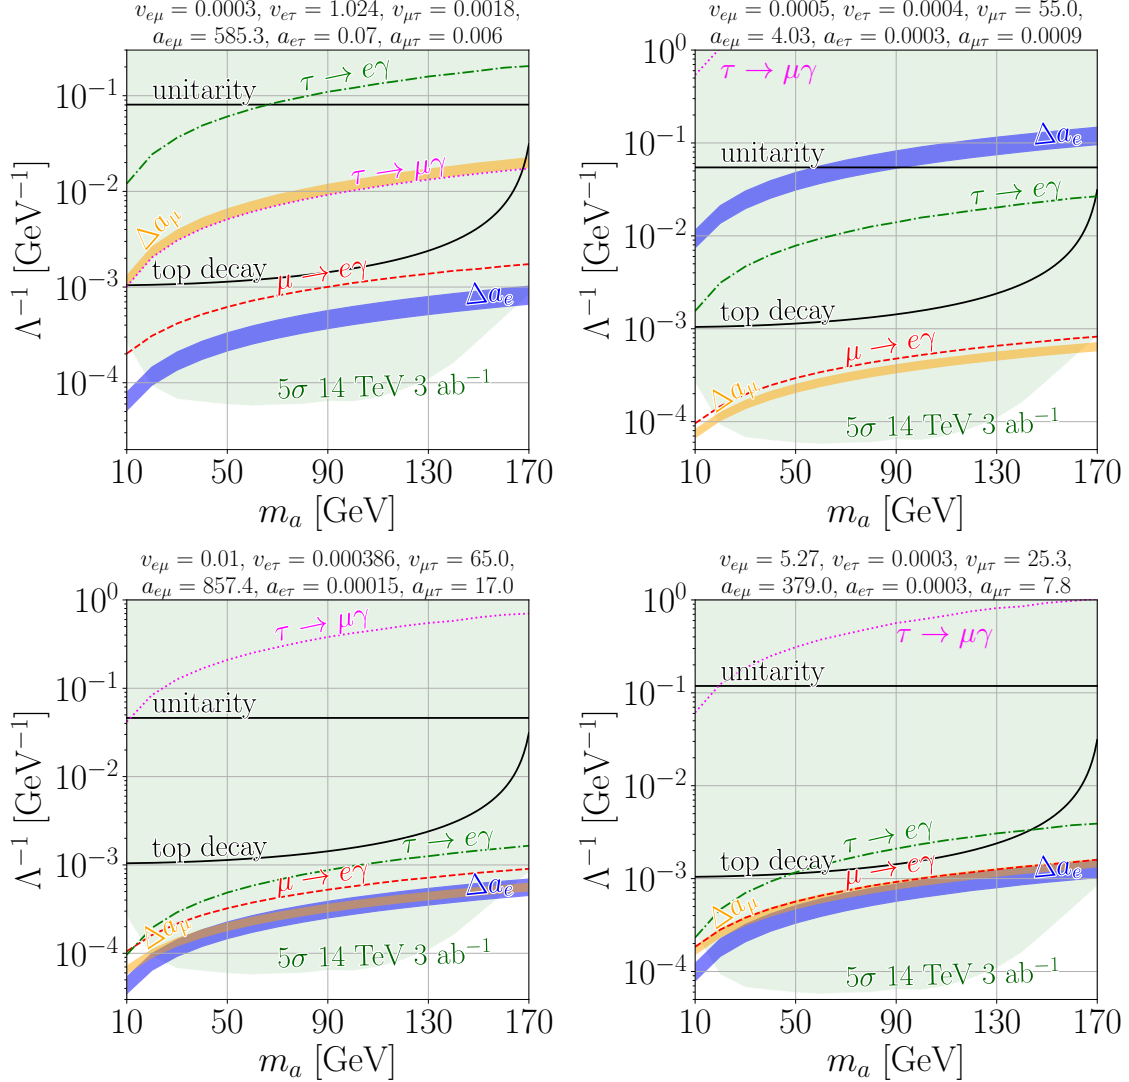 v_{eμ} = 0.0003, v_{eτ} = 1.024, v_{μτ} = 0.0018,
a_{eμ} = 585.3, a_{eτ} = 0.07, a_{μτ} = 0.006
10^{−1}
10^{−2}
10^{−3}
10^{−4}
Λ^{−1} [GeV^{−1}]
τ → eγ
unitarity
τ → μγ
Δa_μ
top decay
μ → eγ
Δa_e
5σ 14 TeV 3 ab^{−1}
10 50 90 130 170
m_a [GeV]
v_{eμ} = 0.0005, v_{eτ} = 0.0004, v_{μτ} = 55.0,
a_{eμ} = 4.03, a_{eτ} = 0.0003, a_{μτ} = 0.0009
10^0
10^{−1}
10^{−2}
10^{−3}
10^{−4}
Λ^{−1} [GeV^{−1}]
τ → μγ
Δa_e
unitarity
τ → eγ
top decay
μ → eγ
Δa_μ
5σ 14 TeV 3 ab^{−1}
10 50 90 130 170
m_a [GeV]
v_{eμ} = 0.01, v_{eτ} = 0.000386, v_{μτ} = 65.0,
a_{eμ} = 857.4, a_{eτ} = 0.00015, a_{μτ} = 17.0
10^0
10^{−1}
10^{−2}
10^{−3}
10^{−4}
Λ^{−1} [GeV^{−1}]
τ → μγ
unitarity
top decay
τ → eγ
μ → eγ
Δa_e
Δa_μ
5σ 14 TeV 3 ab^{−1}
10 50 90 130 170
m_a [GeV]
v_{eμ} = 5.27, v_{eτ} = 0.0003, v_{μτ} = 25.3,
a_{eμ} = 379.0, a_{eτ} = 0.0003, a_{μτ} = 7.8
10^0
10^{−1}
10^{−2}
10^{−3}
10^{−4}
Λ^{−1} [GeV^{−1}]
τ → μγ
unitarity
τ → eγ
top decay
μ → eγ
Δa_e
Δa_μ
5σ 14 TeV 3 ab^{−1}
10 50 90 130 170
m_a [GeV]